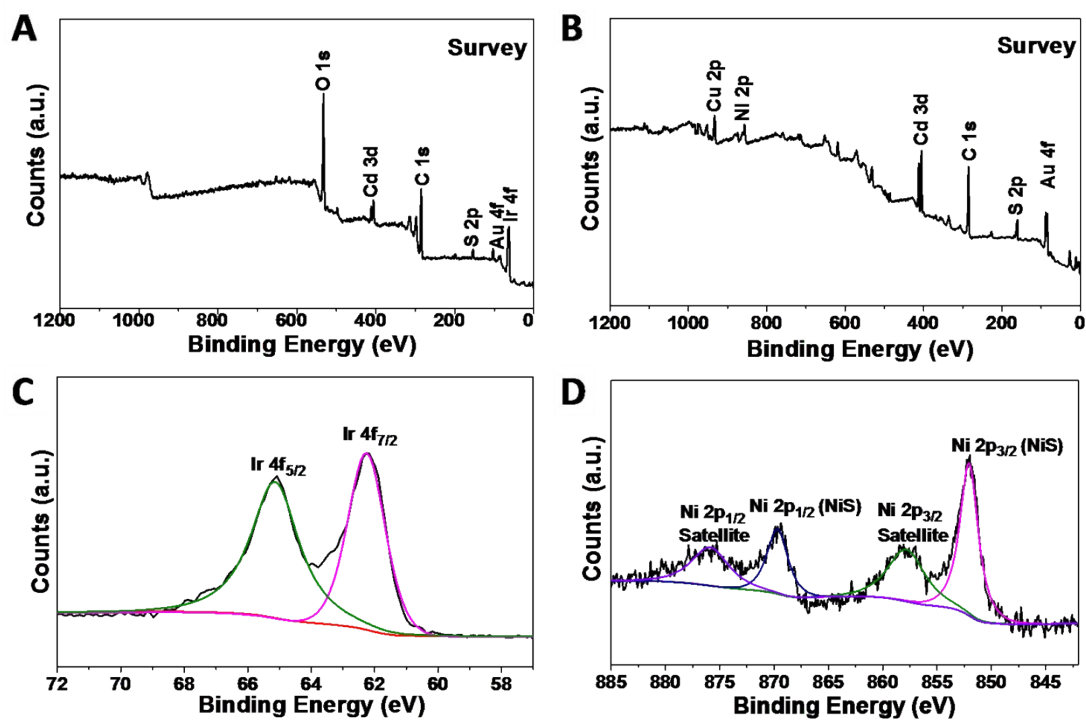 A
Survey
O 1s
Cd 3d
C 1s
S 2p
Au 4f
Ir 4f
Counts (a.u.)
1200 1000 800 600 400 200 0
Binding Energy (eV)
B
Survey
Cu 2p
NI 2p
Cd 3d
C 1s
S 2p
Au 4f
Counts (a.u.)
1200 1000 800 600 400 200 0
Binding Energy (eV)
C
Ir 4f5/2
Ir 4f7/2
Counts (a.u.)
72 70 68 66 64 62 60 58
Binding Energy (eV)
D
Ni 2p1/2
Satellite
Ni 2p1/2 (NiS)
Ni 2p3/2
Satellite
Ni 2p3/2 (NiS)
Counts (a.u.)
885 880 875 870 865 860 855 850 845
Binding Energy (eV)